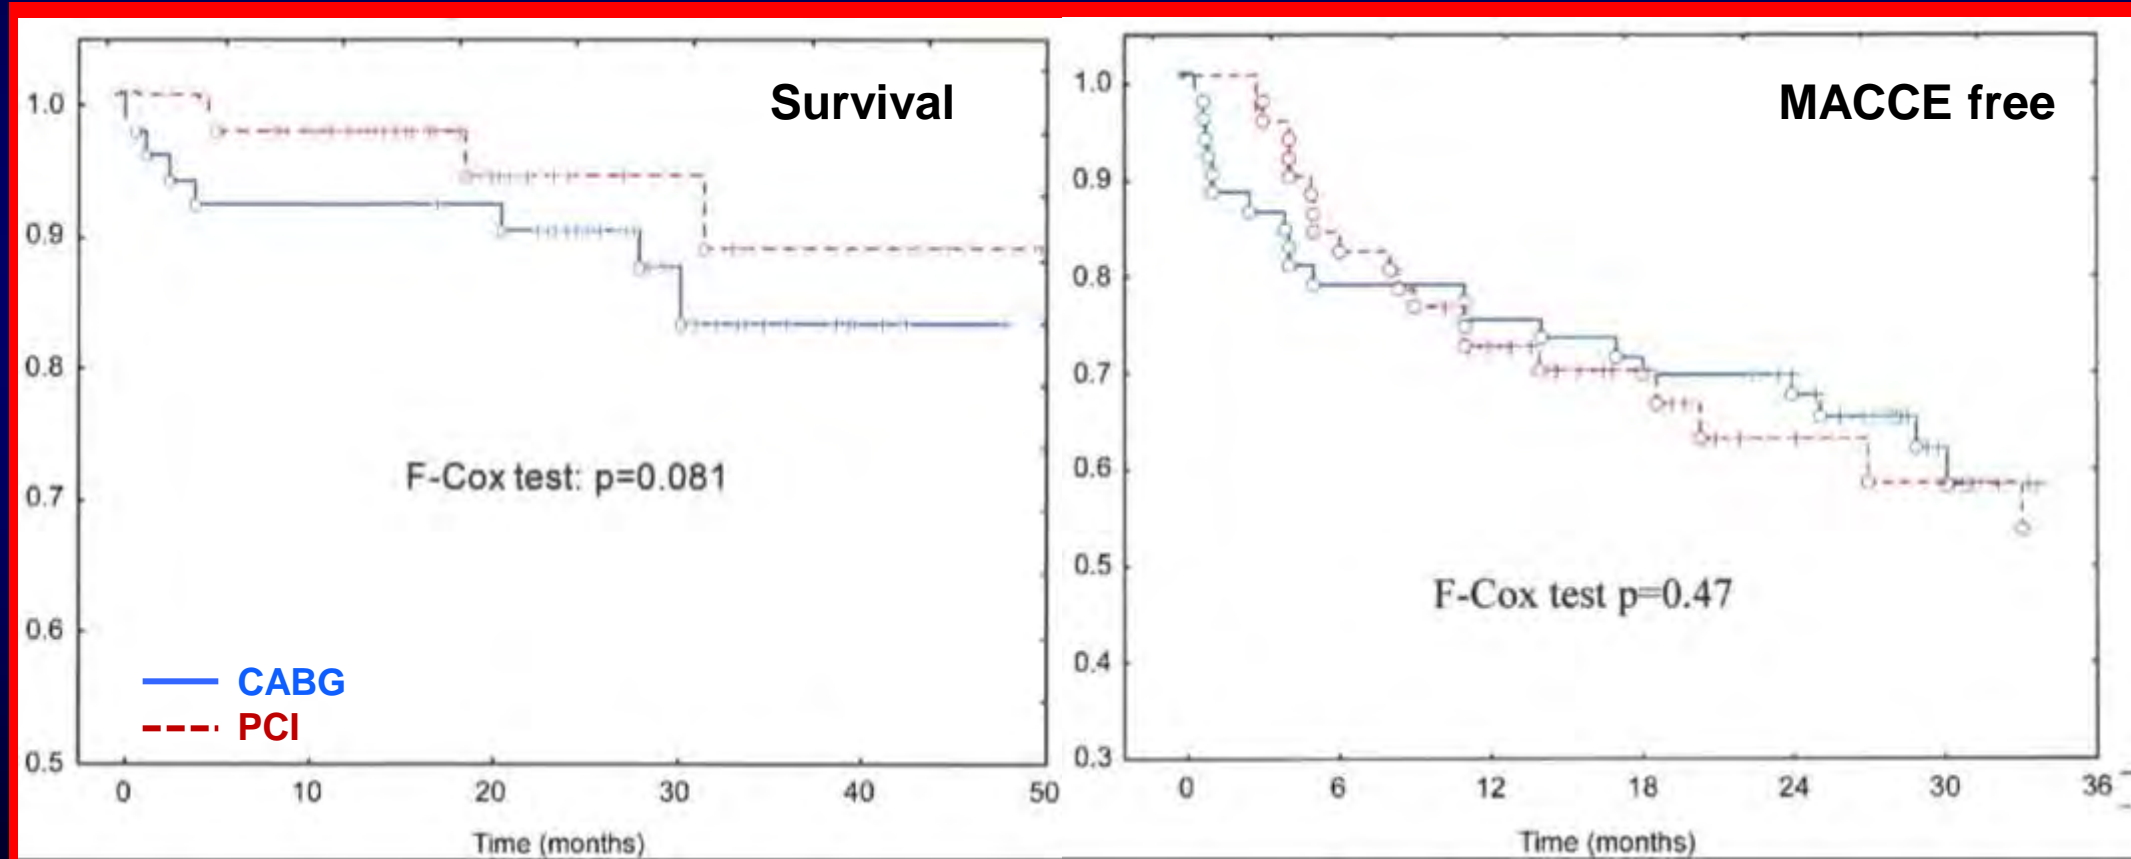 Survival
1.0
0.9
0.8
0.7
0.6
0.5
F-Cox test: p=0.081
CABG
PCI
0 10 20 30 40 50
Time (months)
MACCE free
1.0
0.9
0.8
0.7
0.6
0.5
0.4
0.3
F-Cox test p=0.47
0 6 12 18 24 30 36
Time (months)